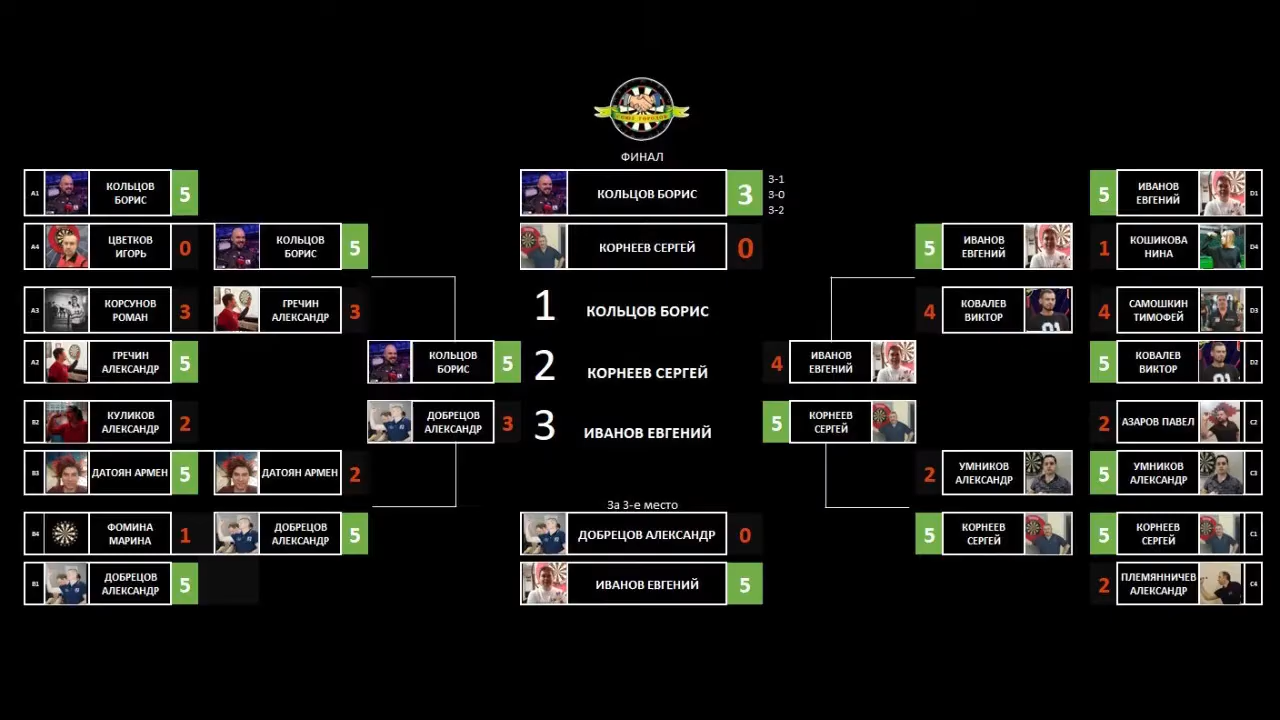 СОЮЗ ГОРОДОВ
ФИНАЛ
A1
КОЛЬЦОВ
БОРИС
5
A4
ЦВЕТКОВ
ИГОРЬ
0
A3
КОРСУНОВ
РОМАН
3
A2
ГРЕЧИН
АЛЕКСАНДР
5
B2
КУЛИКОВ
АЛЕКСАНДР
2
B3
ДАТОЯН АРМЕН
5
B4
ФОМИНА
МАРИНА
1
B1
ДОБРЕЦОВ
АЛЕКСАНДР
5
КОЛЬЦОВ
БОРИС
5
ГРЕЧИН
АЛЕКСАНДР
3
ДАТОЯН АРМЕН
2
ДОБРЕЦОВ
АЛЕКСАНДР
5
КОЛЬЦОВ
БОРИС
5
ДОБРЕЦОВ
АЛЕКСАНДР
3
КОЛЬЦОВ БОРИС
3
3-1
3-0
3-2
КОРНЕЕВ СЕРГЕЙ
0
1 КОЛЬЦОВ БОРИС
2 КОРНЕЕВ СЕРГЕЙ
3 ИВАНОВ ЕВГЕНИЙ
За 3-е место
ДОБРЕЦОВ АЛЕКСАНДР
0
ИВАНОВ ЕВГЕНИЙ
5
4
ИВАНОВ
ЕВГЕНИЙ
5
КОРНЕЕВ
СЕРГЕЙ
5
ИВАНОВ
ЕВГЕНИЙ
4
КОВАЛЕВ
ВИКТОР
2
УМНИКОВ
АЛЕКСАНДР
5
КОРНЕЕВ
СЕРГЕЙ
5
ИВАНОВ
ЕВГЕНИЙ
D1
1
КОШИКОВА
НИНА
D4
4
САМОШКИН
ТИМОФЕЙ
D3
5
КОВАЛЕВ
ВИКТОР
D2
2
АЗАРОВ ПАВЕЛ
C2
5
УМНИКОВ
АЛЕКСАНДР
C3
5
КОРНЕЕВ
СЕРГЕЙ
C1
2
ПЛЕМЯННИЧЕВ
АЛЕКСАНДР
C4